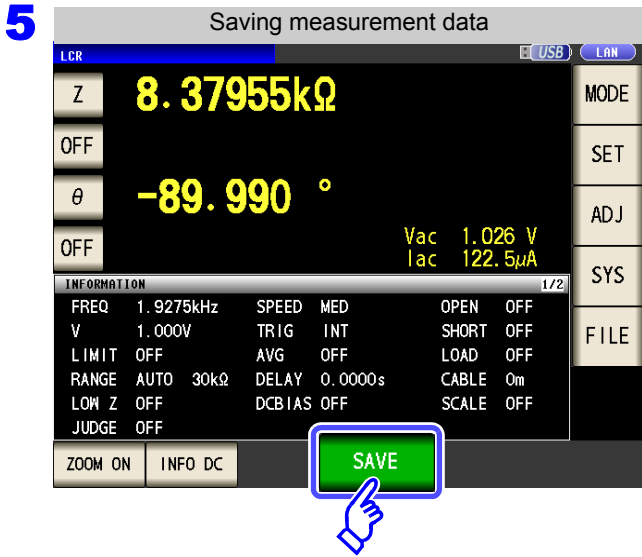 5 Saving measurement data
LCR USB LAN
Z 8.37955kΩ MODE
OFF SET
θ -89.990 ° ADJ
OFF Vac 1.026 V
Iac 122.5µA SYS
INFORMATION 1/2
FREQ 1.9275kHz SPEED MED OPEN OFF
V 1.000V TRIG INT SHORT OFF FILE
LIMIT OFF AVG OFF LOAD OFF
RANGE AUTO 30kΩ DELAY 0.0000s CABLE 0m
LOW Z OFF DCBIAS OFF SCALE OFF
JUDGE OFF
ZOOM ON INFO DC SAVE